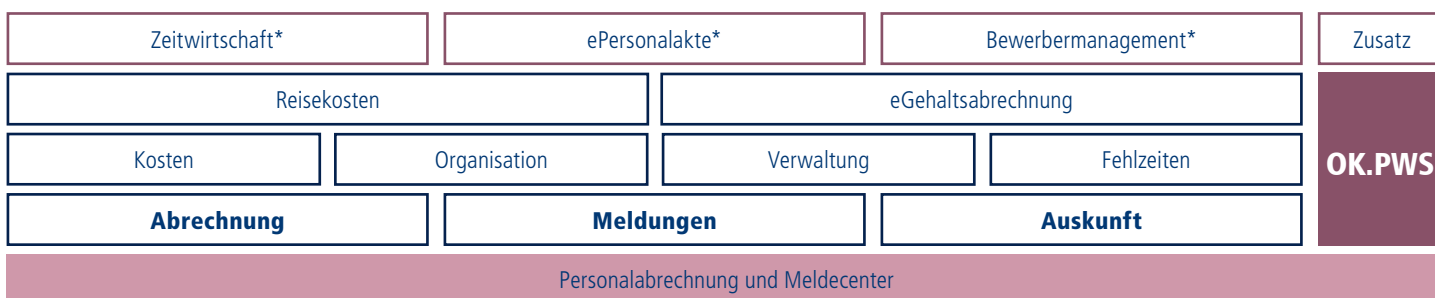 Zeitwirtschaft* ePersonalakte* Bewerbermanagement* Zusatz
Reisekosten eGehaltsabrechnung
Kosten Organisation Verwaltung Fehlzeiten OK.PWS
Abrechnung Meldungen Auskunft
Personalabrechnung und Meldecenter